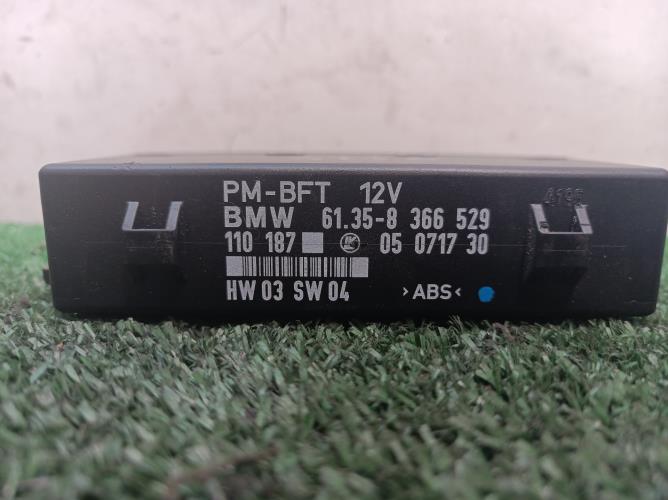 PM-BFT 12V
BMW 61.35-8 366 529
110 187 LK 05 0717 30
HW 03 SW 04 >ABS<